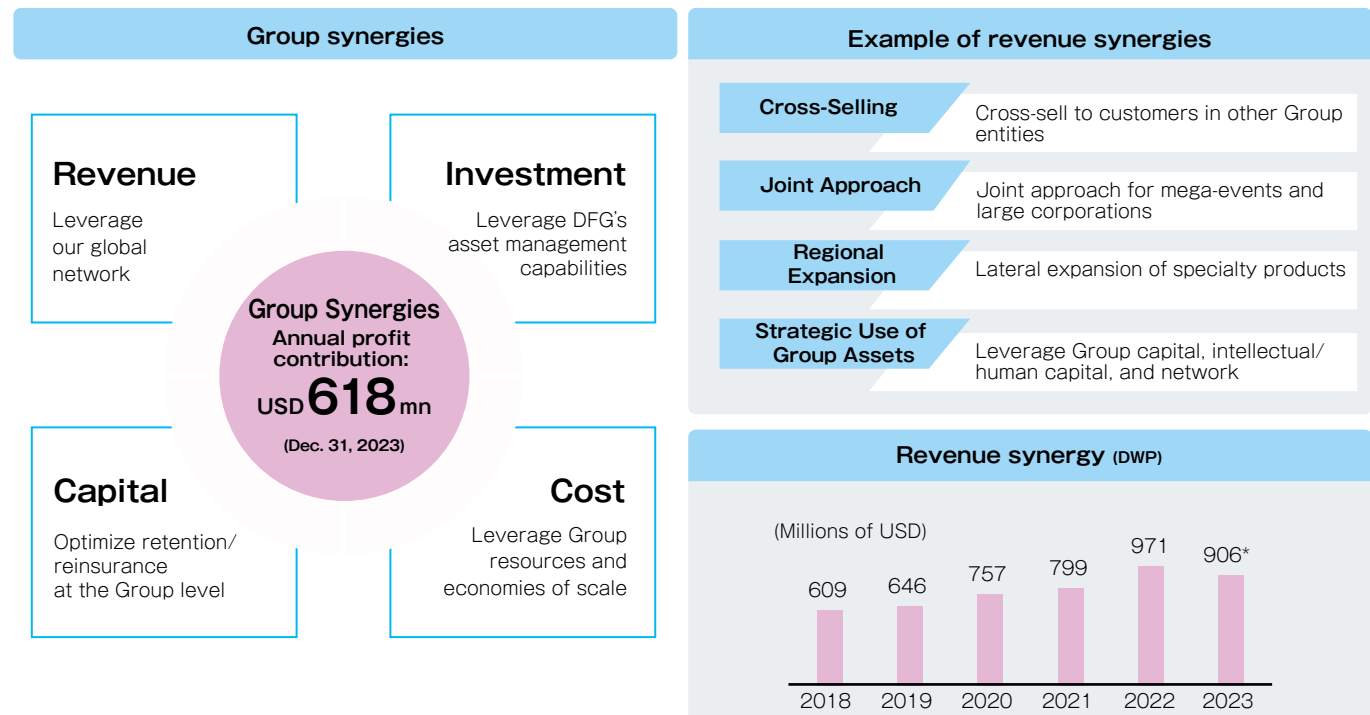 Group synergies
Revenue
Leverage
our global
network
Investment
Leverage DFG's
asset management
capabilities
Group Synergies
Annual profit
contribution:
USD 618 mn
(Dec. 31, 2023)
Capital
Optimize retention/
reinsurance
at the Group level
Cost
Leverage Group
resources and
economies of scale
Example of revenue synergies
Cross-Selling
Cross-sell to customers in other Group
entities
Joint Approach
Joint approach for mega-events and
large corporations
Regional
Expansion
Lateral expansion of specialty products
Strategic Use of
Group Assets
Leverage Group capital, intellectual/
human capital, and network
Revenue synergy (DWP)
(Millions of USD)
609 646 757 799 971 906*
2018 2019 2020 2021 2022 2023